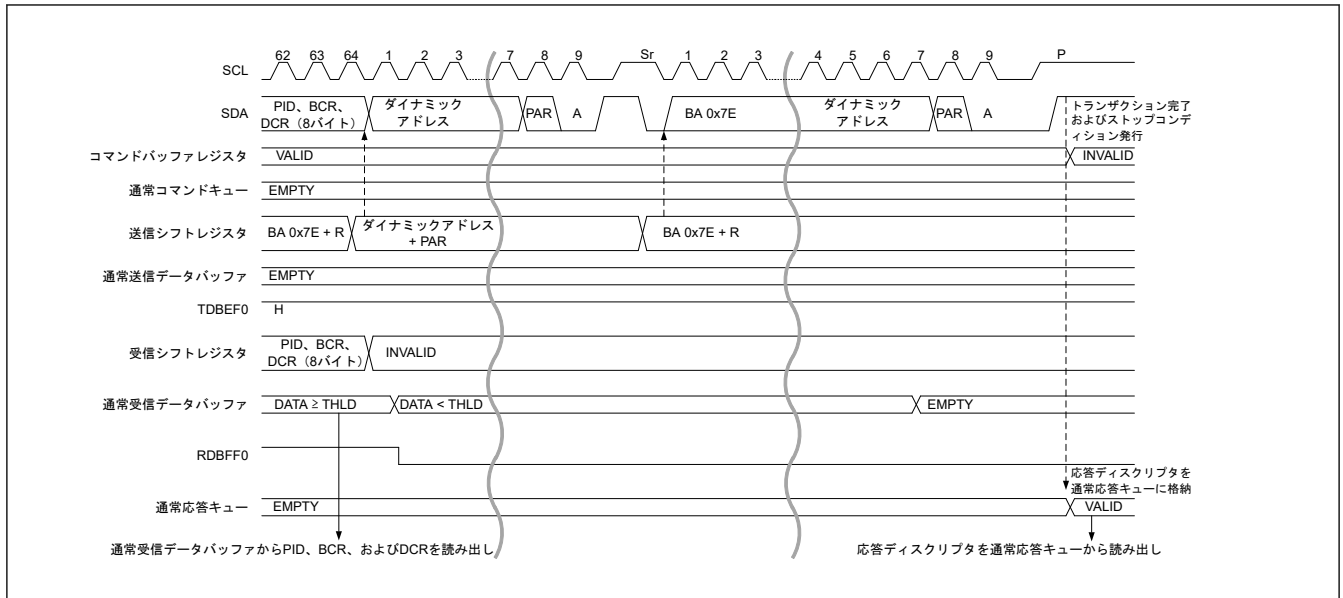 62 63 64 1 2 3 7 8 9 Sr 1 2 3 4 5 6 7 8 9 P
SCL
SDA
PID、BCR、
DCR（8バイト）
ダイナミック
アドレス
PAR
A
BA 0x7E
ダイナミック
アドレス
PAR
A
トランザクション完了
およびストップコンデ
ィション発行
コマンドバッファレジスタ
VALID
INVALID
通常コマンドキュー
EMPTY
送信シフトレジスタ
BA 0x7E + R
ダイナミックアドレス
+ PAR
BA 0x7E + R
通常送信データバッファ
EMPTY
TDBEF0
H
受信シフトレジスタ
PID、BCR、
DCR（8バイト）
INVALID
通常受信データバッファ
DATA ≥ THLD
DATA < THLD
EMPTY
RDBFF0
応答ディスクリプタを
通常応答キューに格納
通常応答キュー
EMPTY
VALID
通常受信データバッファからPID、BCR、およびDCRを読み出し
応答ディスクリプタを通常応答キューから読み出し